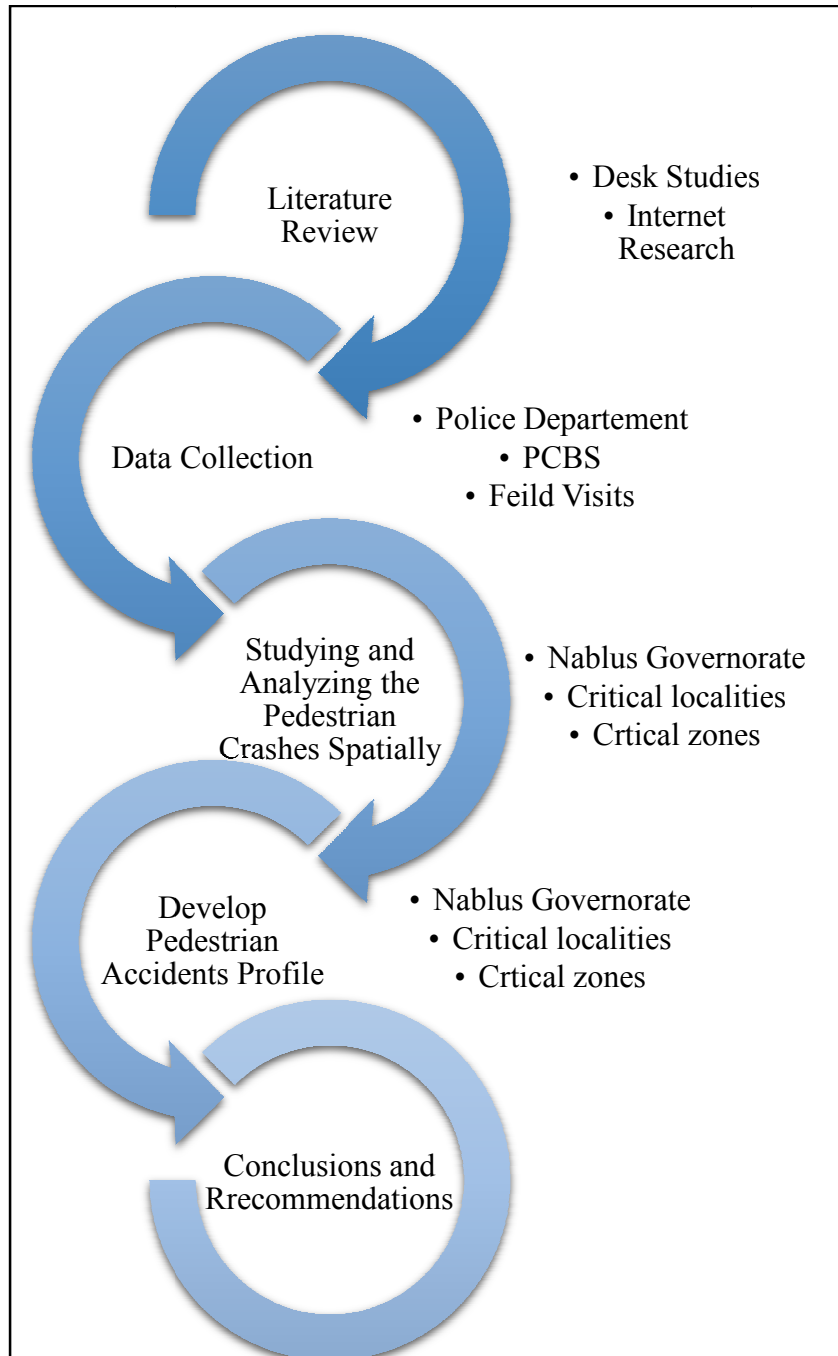 Literature
Review
• Desk Studies
• Internet
Research
Data Collection
• Police Departement
• PCBS
• Feild Visits
Studying and
Analyzing the
Pedestrian
Crashes Spatially
• Nablus Governorate
• Critical localities
• Crtical zones
Develop
Pedestrian
Accidents Profile
• Nablus Governorate
• Critical localities
• Crtical zones
Conclusions and
Rrecommendations